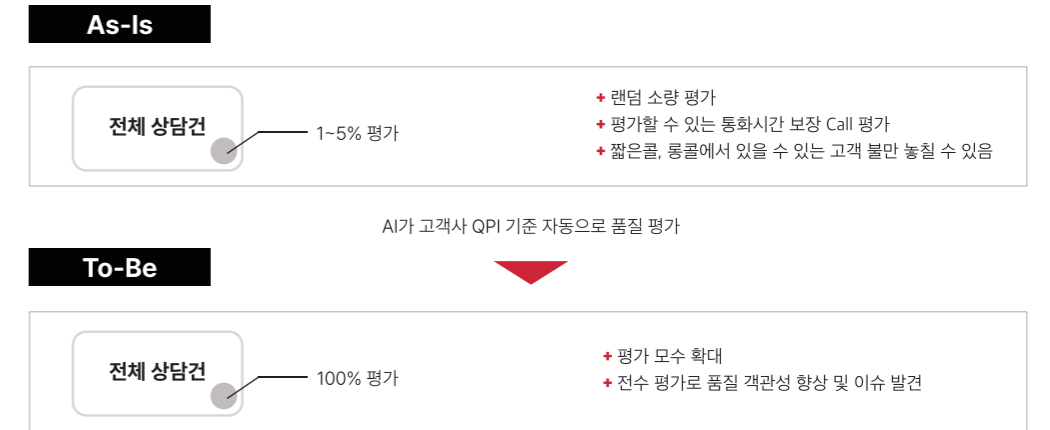 As-Is
전체 상담건
1~5% 평가
+ 랜덤 소량 평가
+ 평가할 수 있는 통화시간 보장 Call 평가
+ 짧은콜, 롱콜에서 있을 수 있는 고객 불만 놓칠 수 있음
AI가 고객사 QPI 기준 자동으로 품질 평가
To-Be
전체 상담건
100% 평가
+ 평가 모수 확대
+ 전수 평가로 품질 객관성 향상 및 이슈 발견